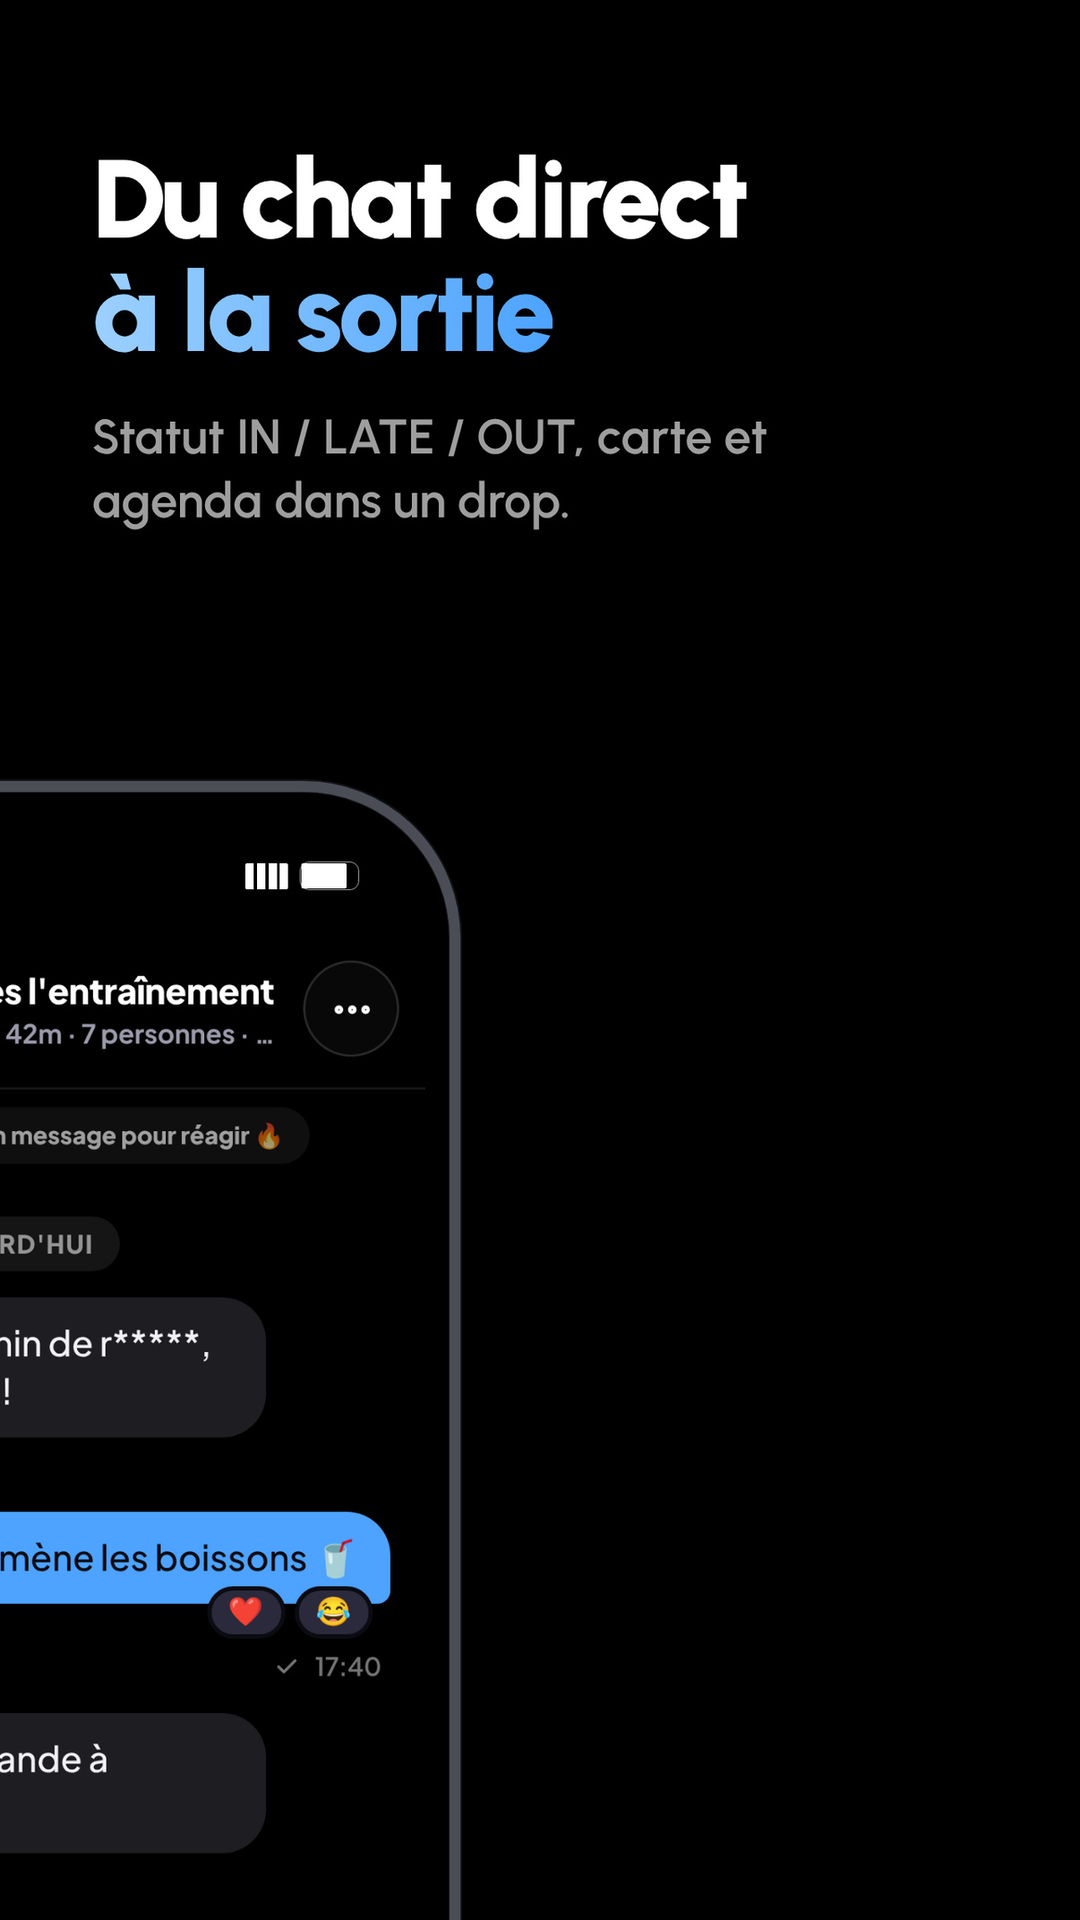 Du chat direct
à la sortie
Statut IN / LATE / OUT, carte et
agenda dans un drop.
es l'entraînement
42m · 7 personnes · ...
message pour réagir 🔥
RD'HUI
min de r*****,
!
mène les boissons 🥤
❤️ 😂
✓ 17:40
ande à